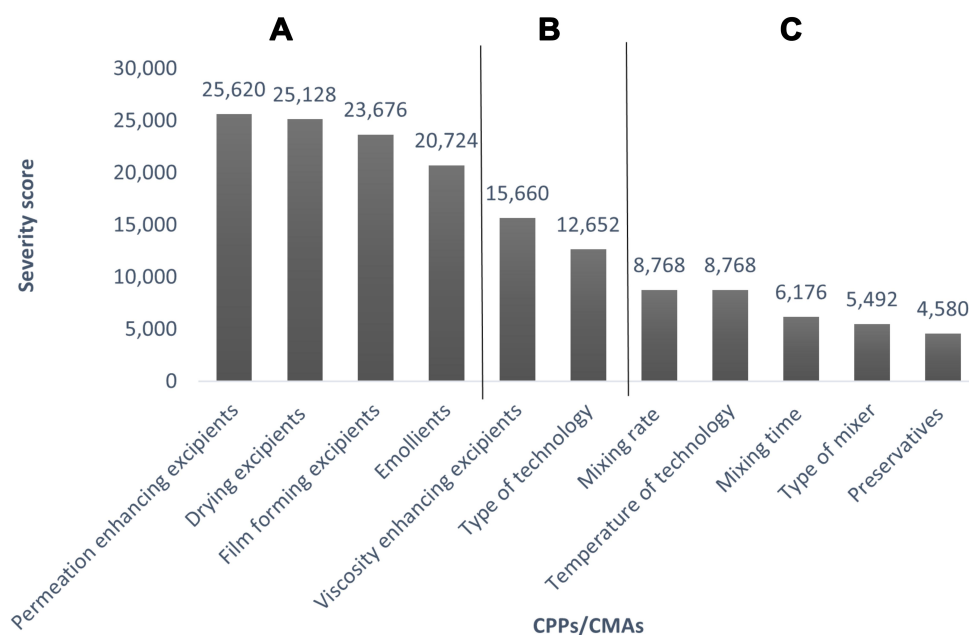 A
B
C
30,000
25,000
20,000
15,000
10,000
5,000
0
Severity score
25,620
25,128
23,676
20,724
15,660
12,652
8,768
8,768
6,176
5,492
4,580
Permeation enhancing excipients
Drying excipients
Film forming excipients
Emollients
Viscosity enhancing excipients
Type of technology
Mixing rate
Temperature of technology
Mixing time
Type of mixer
Preservatives
CPPs/CMAs